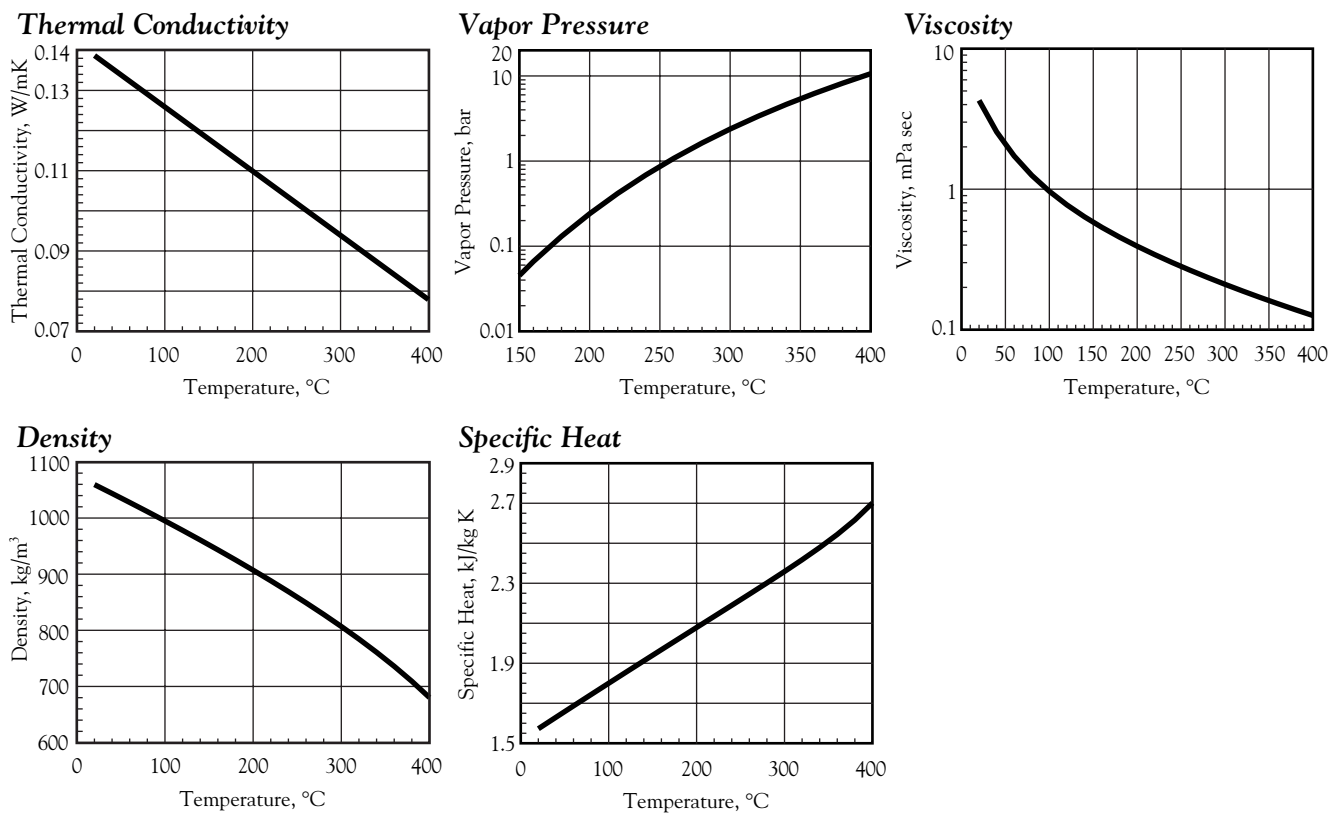 Thermal Conductivity
Thermal Conductivity, W/mK
0.14
0.13
0.11
0.09
0.07
0 100 200 300 400
Temperature, °C
Vapor Pressure
Vapor Pressure, bar
20
10
1
0.1
0.01
150 200 250 300 350 400
Temperature, °C
Viscosity
Viscosity, mPa sec
10
1
0.1
0 50 100 150 200 250 300 350 400
Temperature, °C
Density
Density, kg/m³
1100
1000
900
800
700
600
0 100 200 300 400
Temperature, °C
Specific Heat
Specific Heat, kJ/kg K
2.9
2.7
2.3
1.9
1.5
0 100 200 300 400
Temperature, °C